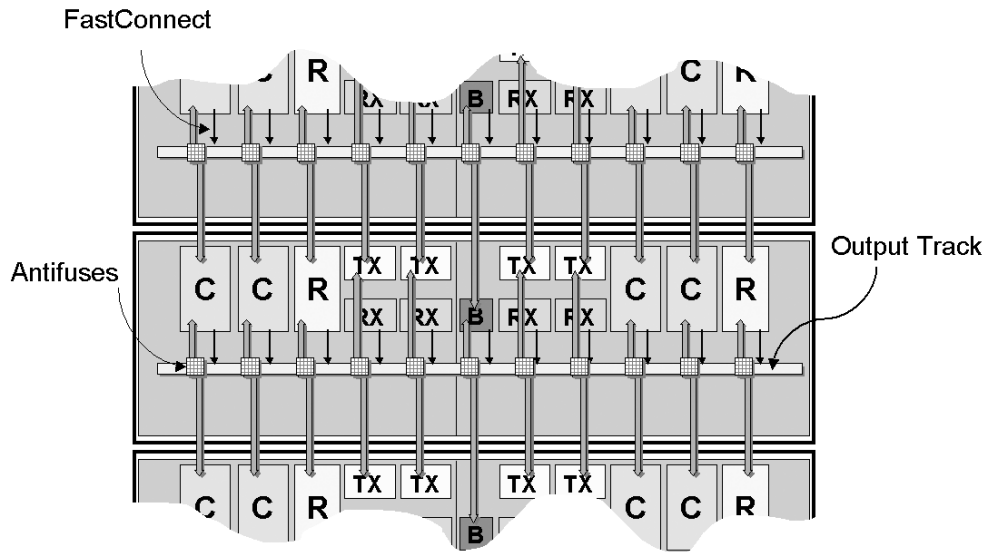 FastConnect
C R C R
RX RX B RX RX
Output Track
Antifuses
TX TX TX TX
C C R C C R
RX RX B RX RX
C C R TX TX TX TX C C R
B